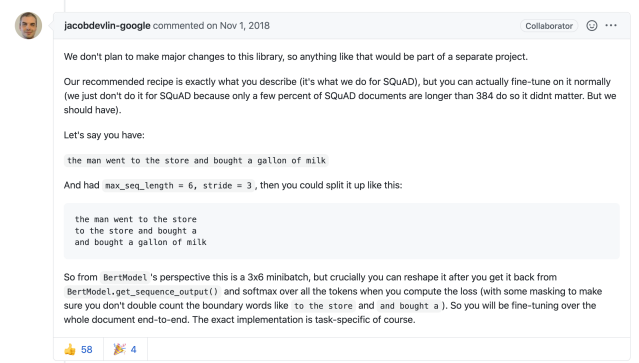 jacobdevlin-google commented on Nov 1, 2018
Collaborator
We don't plan to make major changes to this library, so anything like that would be part of a separate project.
Our recommended recipe is exactly what you describe (it's what we do for SQuAD), but you can actually fine-tune on it normally
(we just don't do it for SQuAD because only a few percent of SQuAD documents are longer than 384 do so it didnt matter. But we
should have).
Let's say you have:
the man went to the store and bought a gallon of milk
And had max_seq_length = 6, stride = 3 , then you could split it up like this:
the man went to the store
to the store and bought a
and bought a gallon of milk
So from BertModel 's perspective this is a 3x6 minibatch, but crucially you can reshape it after you get it back from
BertModel.get_sequence_output() and softmax over all the tokens when you compute the loss (with some masking to make
sure you don't double count the boundary words like to the store and and bought a ). So you will be fine-tuning over the
whole document end-to-end. The exact implementation is task-specific of course.
👍 58 🎉 4